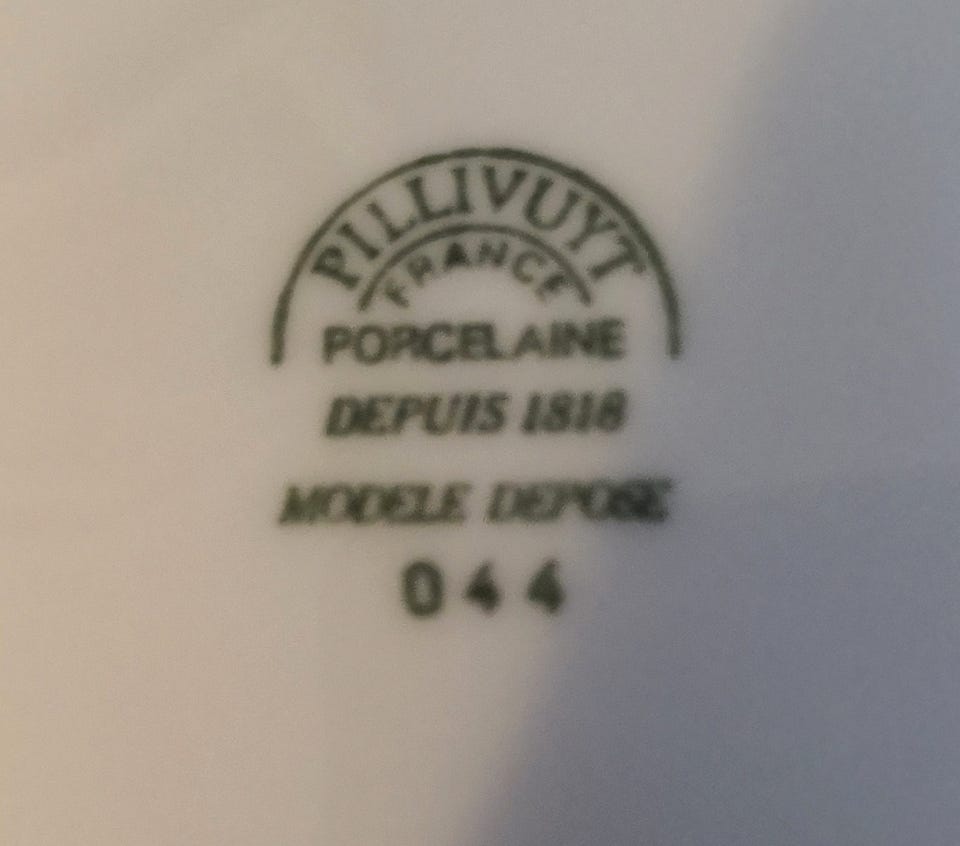 PILLIVUYT
FRANCE
PORCELAINE
DEPUIS 1818
MODELE DEPOSE
044